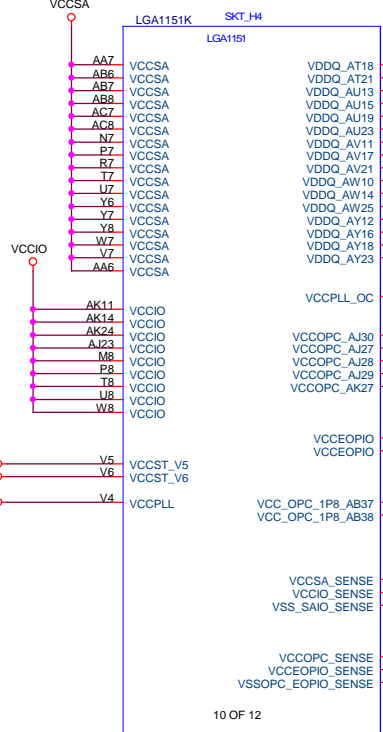 VCCSA
LGA1151K SKT_H4
LGA1151
AA7 VCCSA VDDQ_AT18
AB6 VCCSA VDDQ_AT21
AB7 VCCSA VDDQ_AU13
AB8 VCCSA VDDQ_AU15
AC7 VCCSA VDDQ_AU19
AC8 VCCSA VDDQ_AU23
N7 VCCSA VDDQ_AV11
P7 VCCSA VDDQ_AV17
R7 VCCSA VDDQ_AV21
T7 VCCSA VDDQ_AW10
U7 VCCSA VDDQ_AW14
Y6 VCCSA VDDQ_AW25
Y7 VCCSA VDDQ_AY12
Y8 VCCSA VDDQ_AY16
W7 VCCSA VDDQ_AY18
V7 VCCSA VDDQ_AY23
AA6 VCCSA
VCCIO
VCCPLL_OC
AK11 VCCIO
AK14 VCCIO
AK24 VCCIO VCCOPC_AJ30
AJ23 VCCIO VCCOPC_AJ27
M8 VCCIO VCCOPC_AJ28
P8 VCCIO VCCOPC_AJ29
T8 VCCIO VCCOPC_AK27
U8 VCCIO
W8 VCCIO
VCCEOPIO
VCCEOPIO
V5 VCCST_V5
V6 VCCST_V6
V4 VCCPLL VCC_OPC_1P8_AB37
VCC_OPC_1P8_AB38
VCCSA_SENSE
VCCIO_SENSE
VSS_SAIO_SENSE
VCCOPC_SENSE
VCCEOPIO_SENSE
VSSOPC_EOPIO_SENSE
10 OF 12